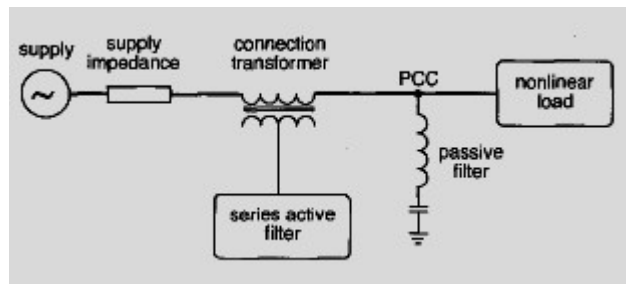 supply
supply
impedance
connection
transformer
PCC
nonlinear
load
passive
filter
series active
filter